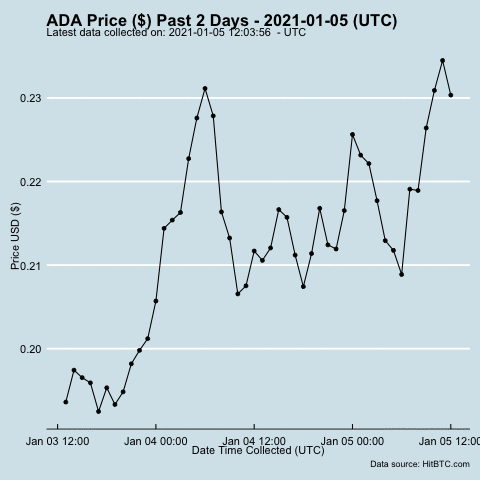 ADA Price ($) Past 2 Days - 2021-01-05 (UTC)
Latest data collected on: 2021-01-05 12:03:56 - UTC
Price USD ($)
0.23
0.22
0.21
0.20
Jan 03 12:00 Jan 04 00:00 Jan 04 12:00 Jan 05 00:00 Jan 05 12:00
Date Time Collected (UTC)
Data source: HitBTC.com